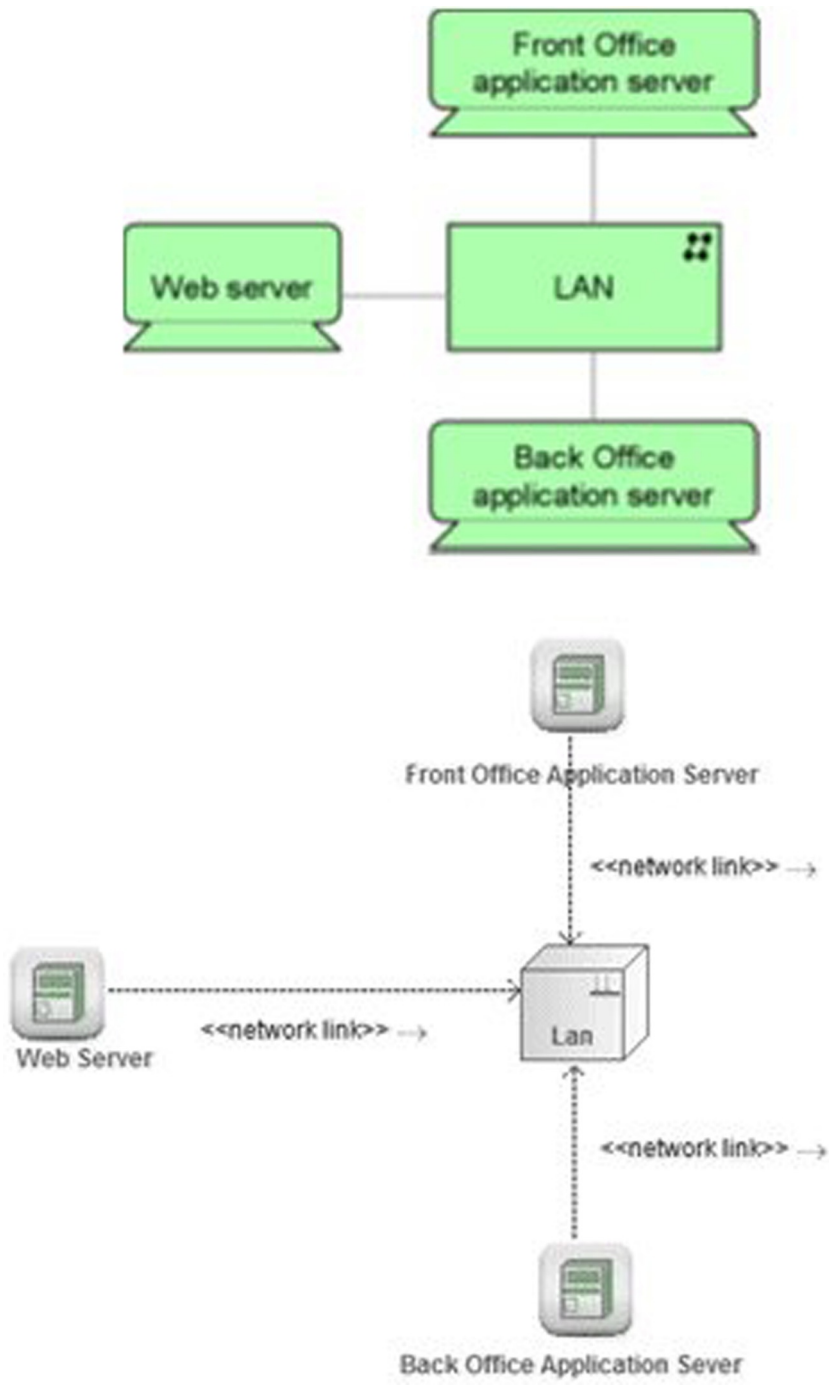 Front Office
application server
Web server
LAN
Back Office
application server
Front Office Application Server
<<network link>>
Lan
<<network link>>
Web Server
<<network link>>
Back Office Application Sever